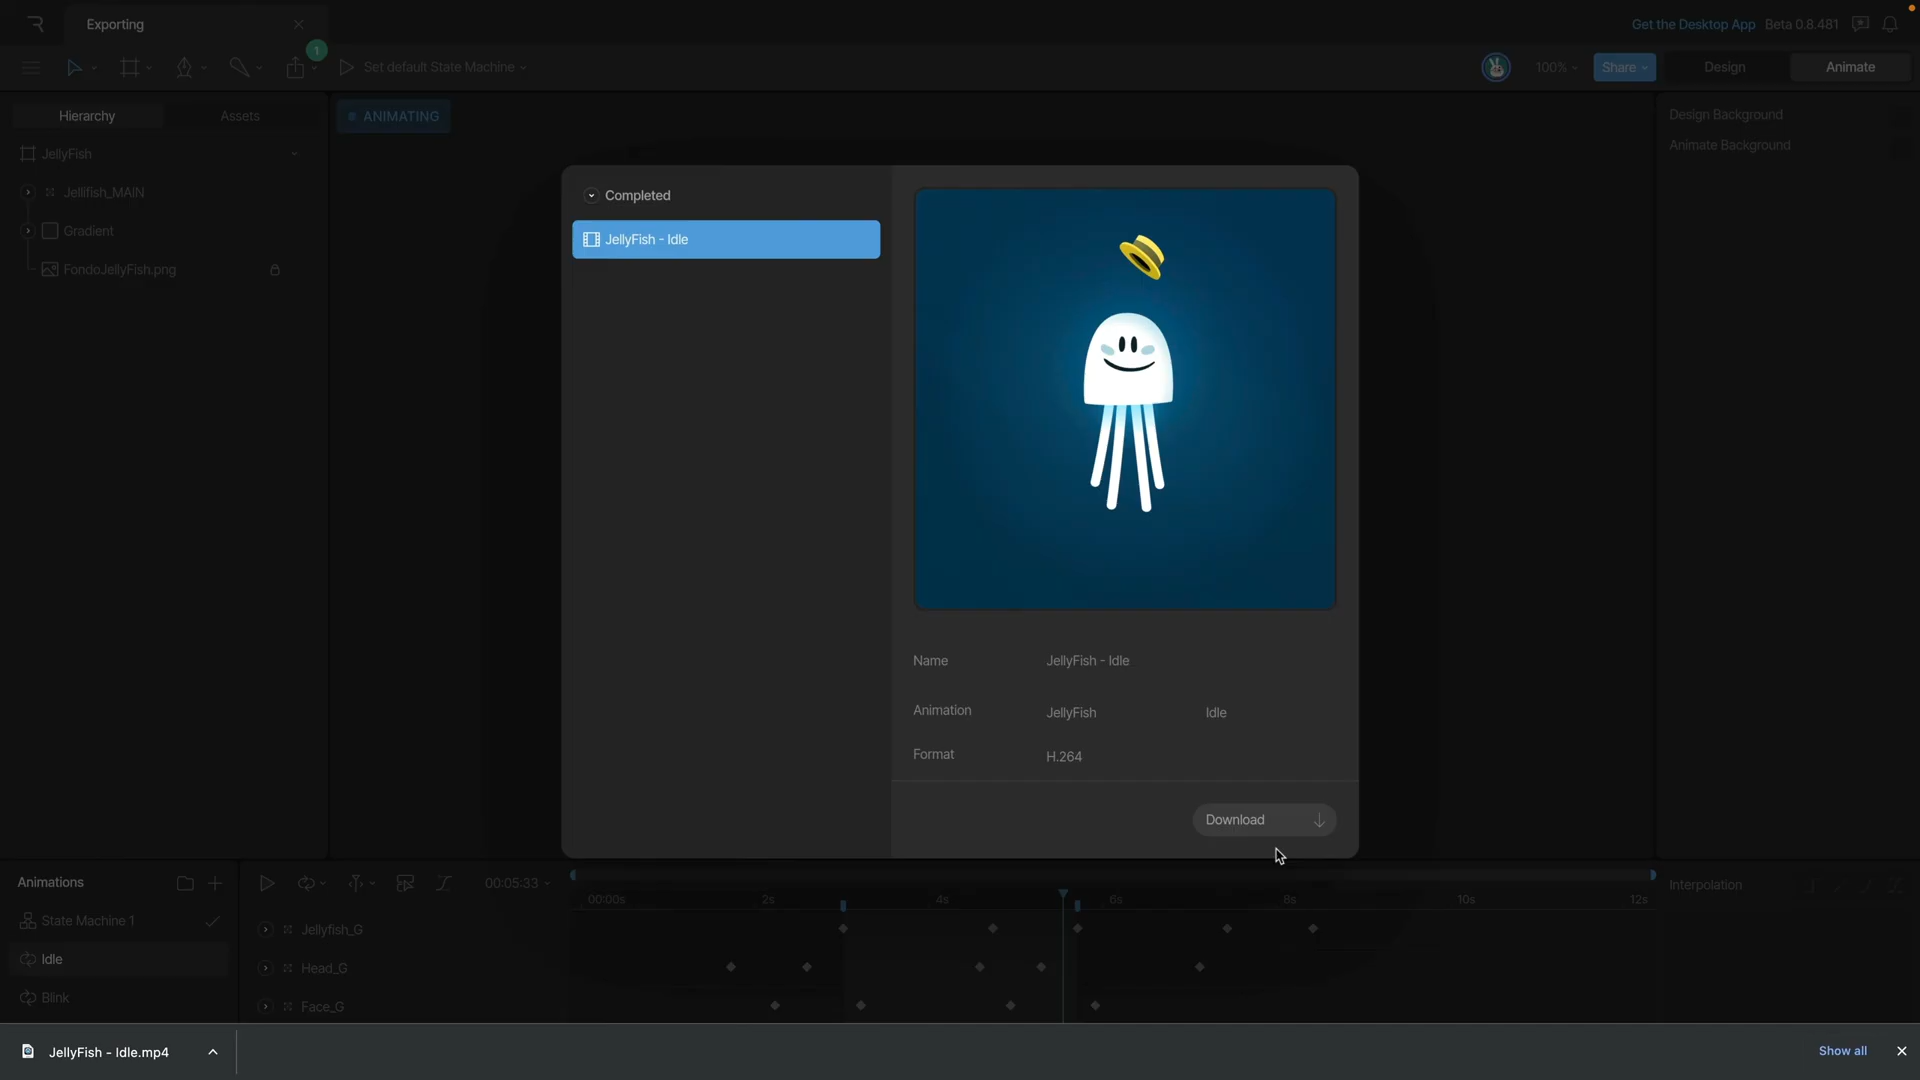 Exporting
Get the Desktop App Beta 0.8.481
1
Set default State Machine
100%
Share
Design
Animate
Hierarchy
Assets
ANIMATING
Design Background
Animate Background
JellyFish
Jellifish_MAIN
Gradient
FondoJellyFish.png
Completed
JellyFish - Idle
Name JellyFish - Idle
Animation JellyFish Idle
Format H.264
Download
Animations
00:05:33
Interpolation
00:00s 2s 4s 6s 8s 10s 12s
State Machine 1
Jellyfish_G
Idle
Head_G
Blink
Face_G
JellyFish - Idle.mp4
Show all